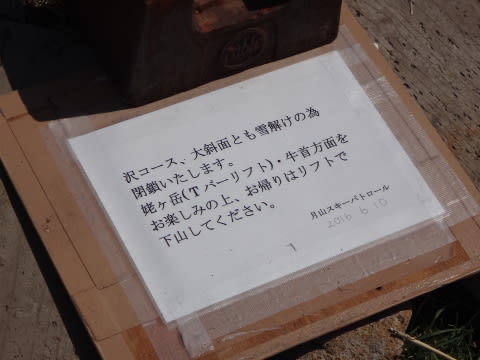 沢コース、大斜面とも雪解けの為
閉鎖いたします。
姥ヶ岳(Tバーリフト)・牛首方面を
お楽しみの上、お帰りはリフトで
下山してください。
月山スキーパトロール
2016 6.10